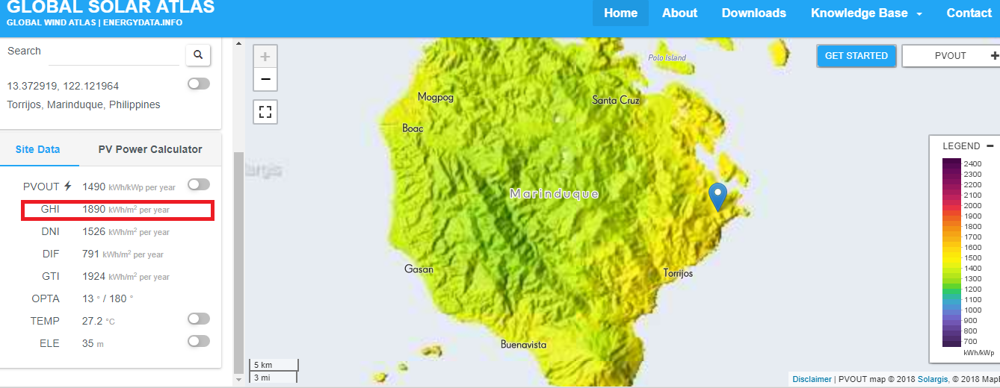 GLOBAL SOLAR ATLAS
GLOBAL WIND ATLAS | ENERGYDATA.INFO
Home About Downloads Knowledge Base Contact
Search
13.372919, 122.121964
Torrijos, Marinduque, Philippines
Site Data PV Power Calculator
PVOUT 1490 kWh/kWp per year
GHI 1890 kWh/m² per year
DNI 1526 kWh/m² per year
DIF 791 kWh/m² per year
GTI 1924 kWh/m² per year
OPTA 13 ° / 180 °
TEMP 27.2 °C
ELE 35 m
+
−
Polo Island
Mogpog
Santa Cruz
Boac
Marinduque
Gasan
Torrijos
Buenavista
5 km
3 mi
GET STARTED
PVOUT +
LEGEND −
2400
2300
2200
2100
2000
1900
1800
1700
1600
1500
1400
1300
1200
1100
1000
900
800
700
kWh/kWp
Disclaimer | PVOUT map © 2018 Solargis, © 2018